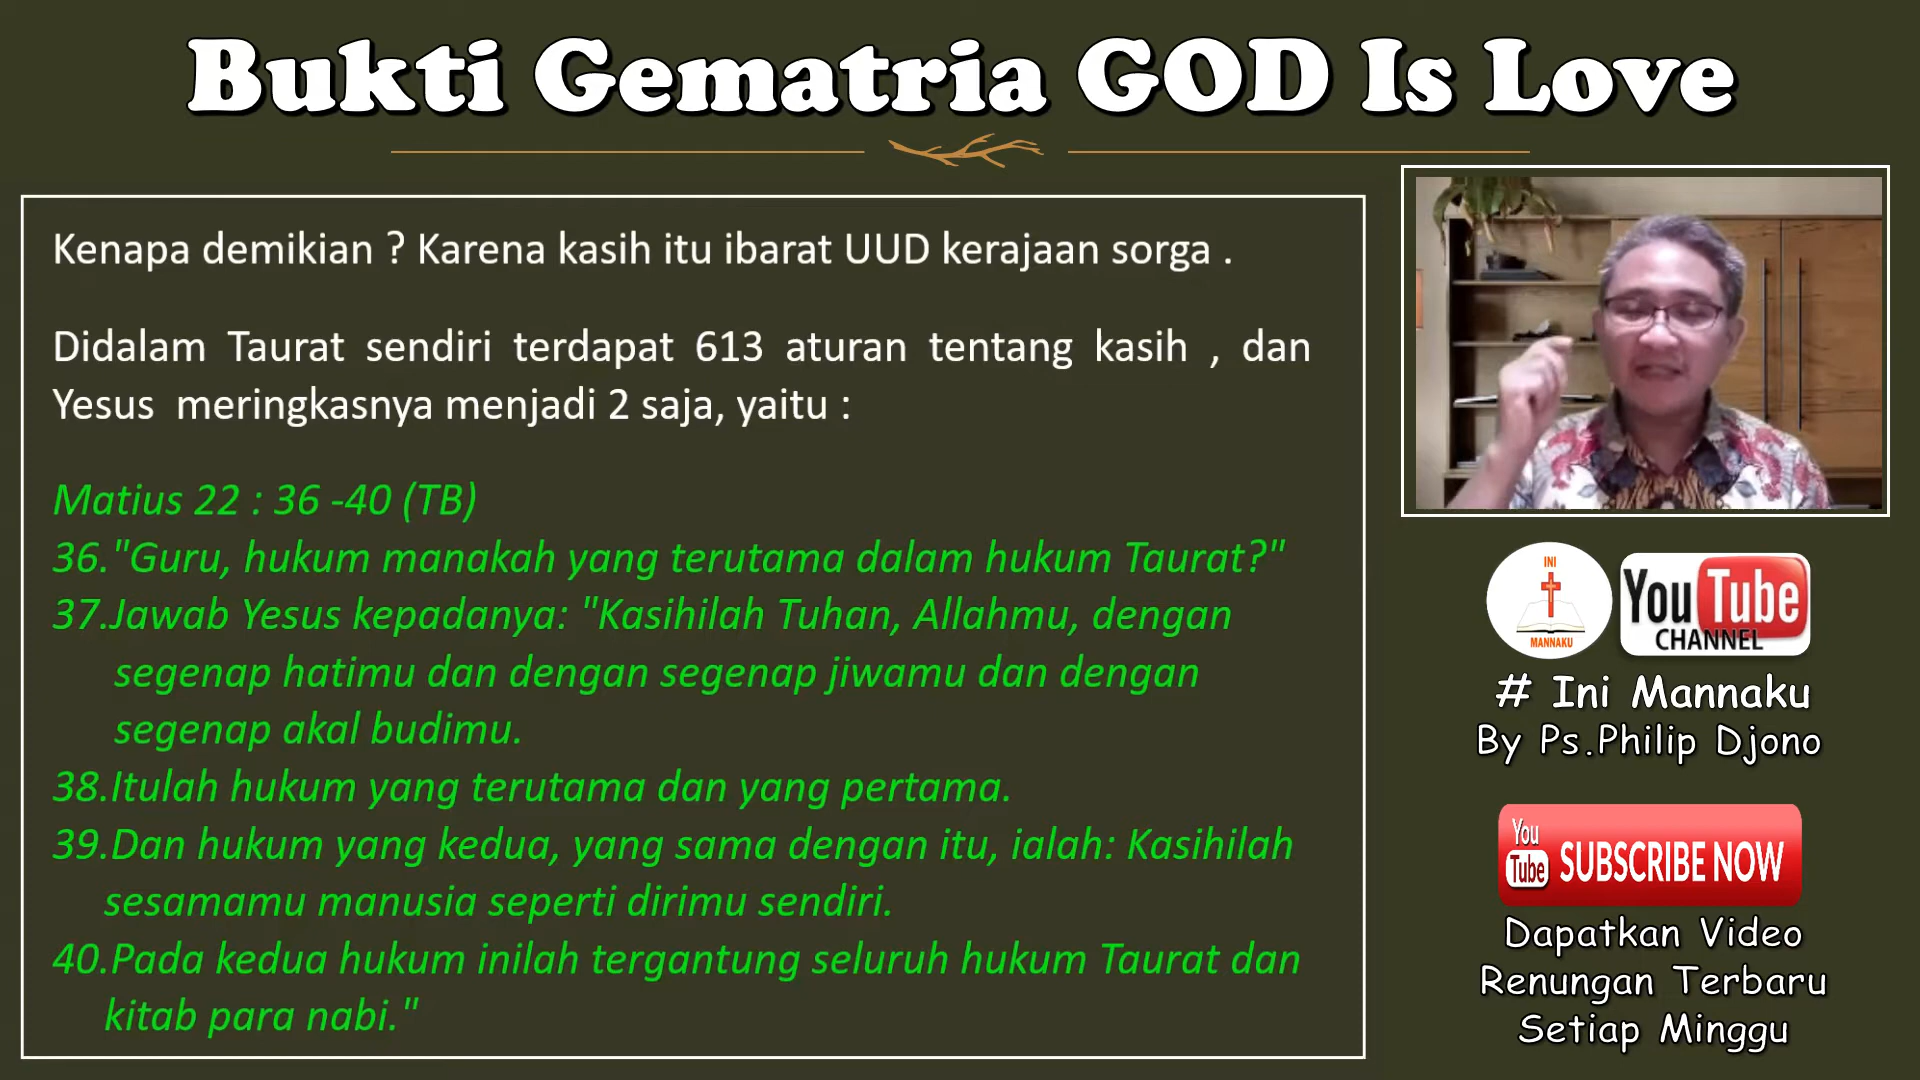 Bukti Gematria GOD Is Love
Kenapa demikian ? Karena kasih itu ibarat UUD kerajaan sorga .
Didalam Taurat sendiri terdapat 613 aturan tentang kasih , dan
Yesus meringkasnya menjadi 2 saja, yaitu :
Matius 22 : 36 -40 (TB)
36."Guru, hukum manakah yang terutama dalam hukum Taurat?"
37.Jawab Yesus kepadanya: "Kasihilah Tuhan, Allahmu, dengan
segenap hatimu dan dengan segenap jiwamu dan dengan
segenap akal budimu.
38.Itulah hukum yang terutama dan yang pertama.
39.Dan hukum yang kedua, yang sama dengan itu, ialah: Kasihilah
sesamamu manusia seperti dirimu sendiri.
40.Pada kedua hukum inilah tergantung seluruh hukum Taurat dan
kitab para nabi."
INI
MANNAKU
YouTube
CHANNEL
# Ini Mannaku
By Ps.Philip Djono
You
Tube
SUBSCRIBE NOW
Dapatkan Video
Renungan Terbaru
Setiap Minggu